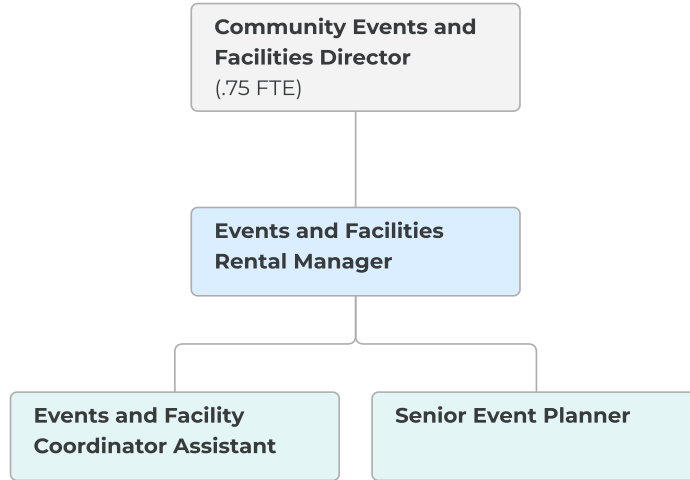 Community Events and
Facilities Director
(.75 FTE)
Events and Facilities
Rental Manager
Events and Facility
Coordinator Assistant
Senior Event Planner